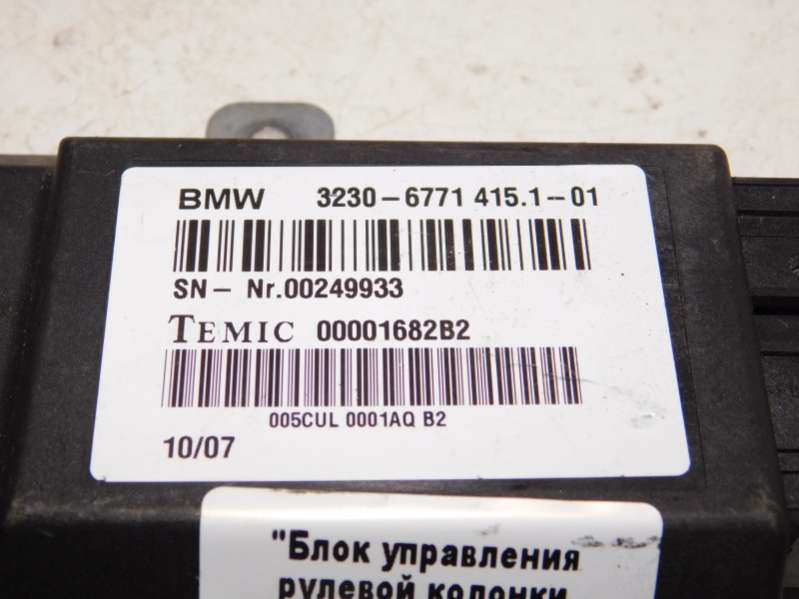 BMW 3230-6771 415.1--01
SN- Nr.00249933
TEMIC 00001682B2
005CUL 0001AQ B2
10/07
"Блок управления
рулевой колонки